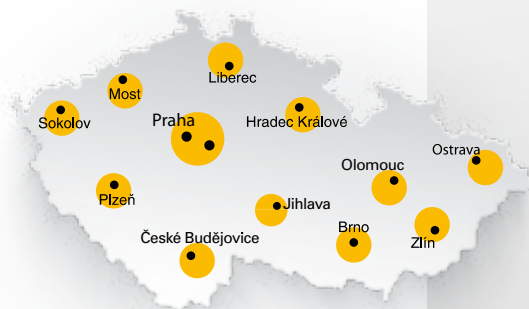 Liberec
Most
Sokolov
Praha
Hradec Králové
Ostrava
Olomouc
Plzeň
Jihlava
Brno
Zlín
České Budějovice